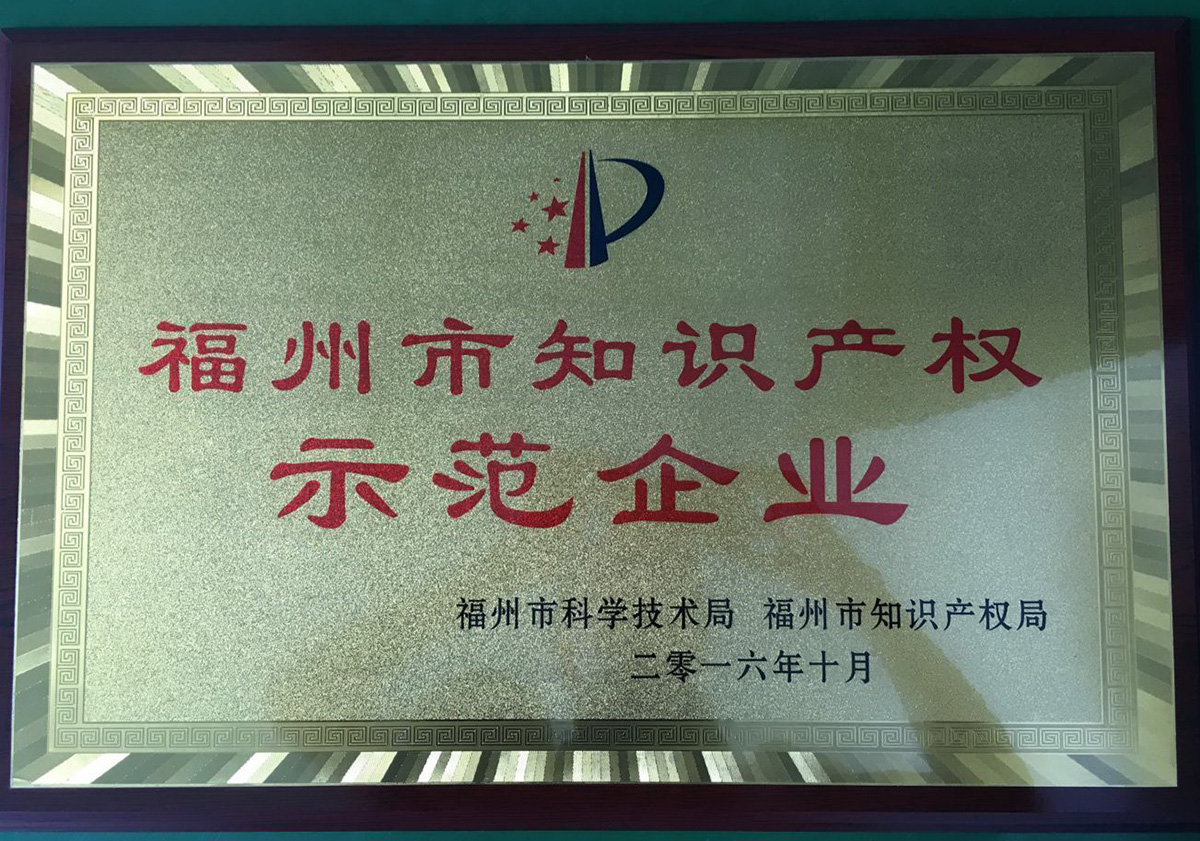 福州市知识产权
示范企业
福州市科学技术局 福州市知识产权局
二零一六年十月